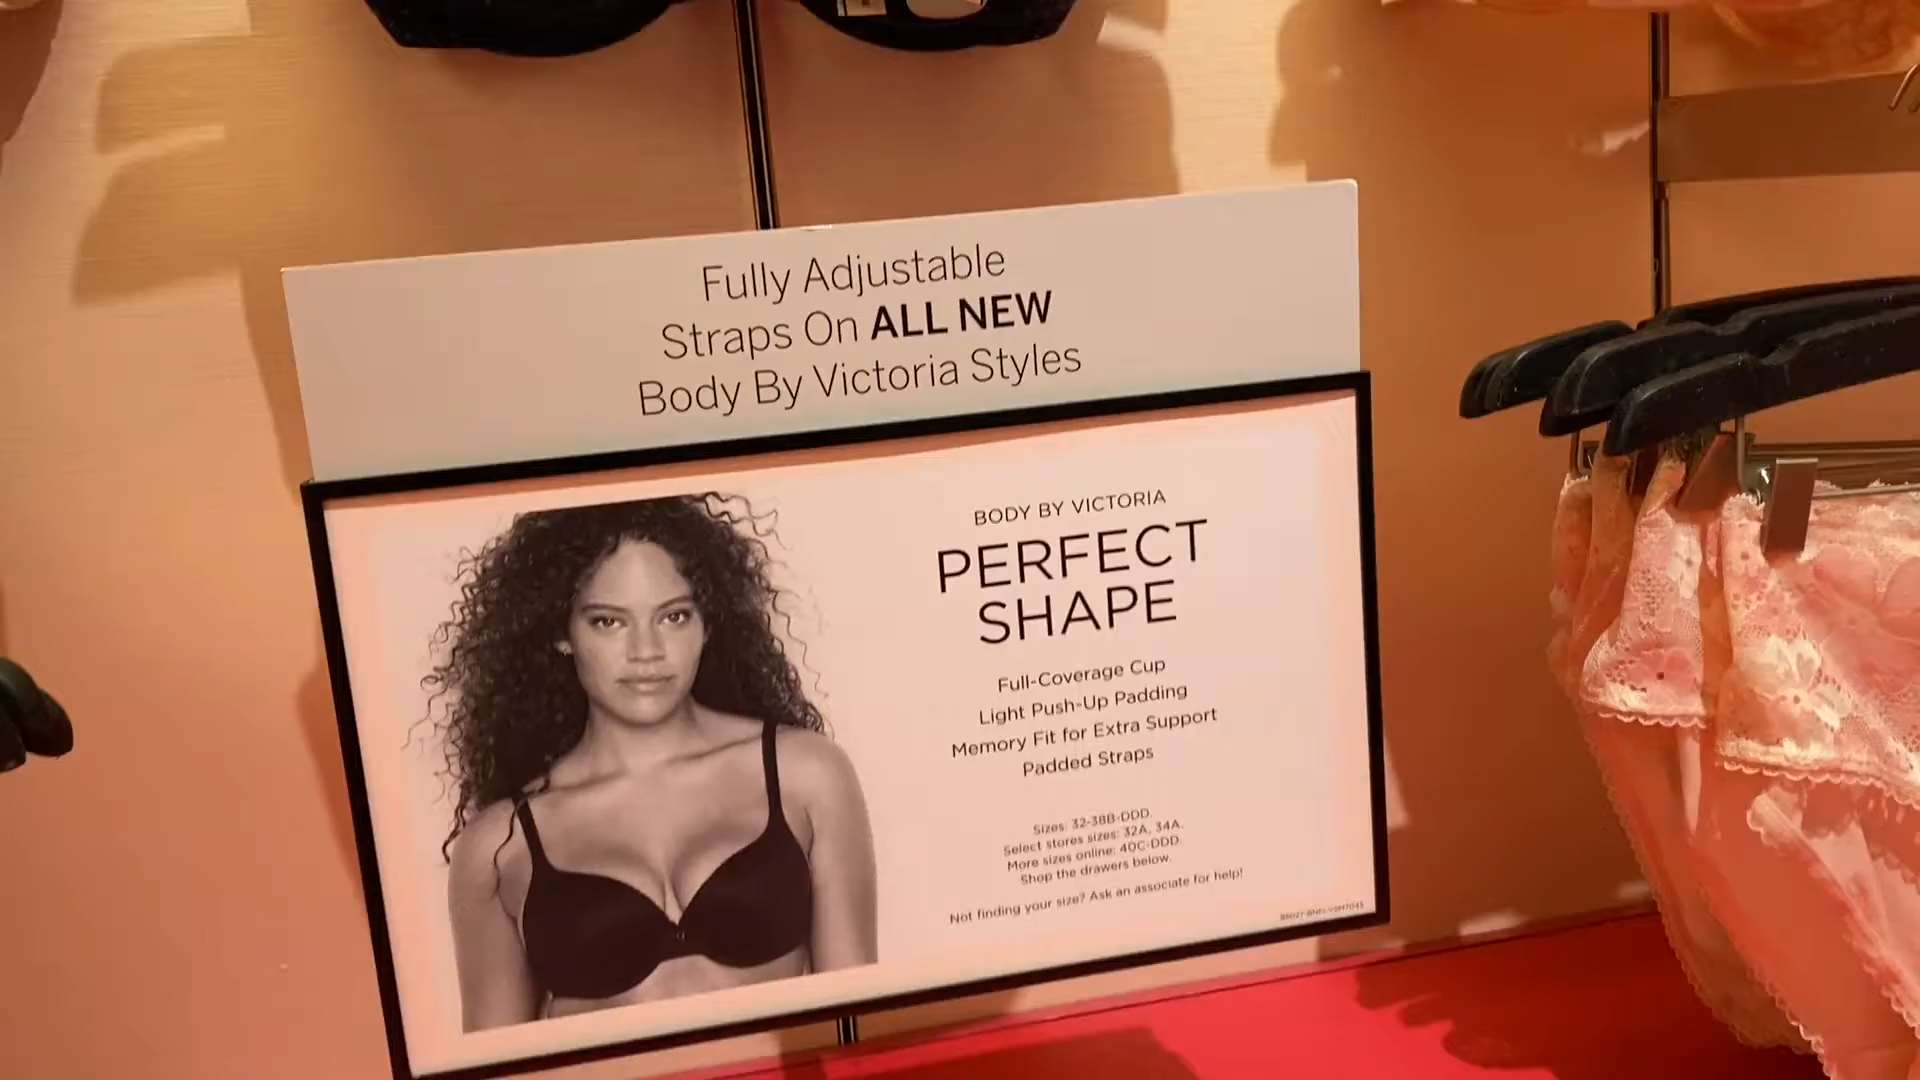 Fully Adjustable
Straps On ALL NEW
Body By Victoria Styles
BODY BY VICTORIA
PERFECT
SHAPE
Full-Coverage Cup
Light Push-Up Padding
Memory Fit for Extra Support
Padded Straps
Sizes: 32-38B-DDD.
Select stores sizes: 32A, 34A.
More sizes online: 40C-DDD.
Shop the drawers below.
Not finding your size? Ask an associate for help!